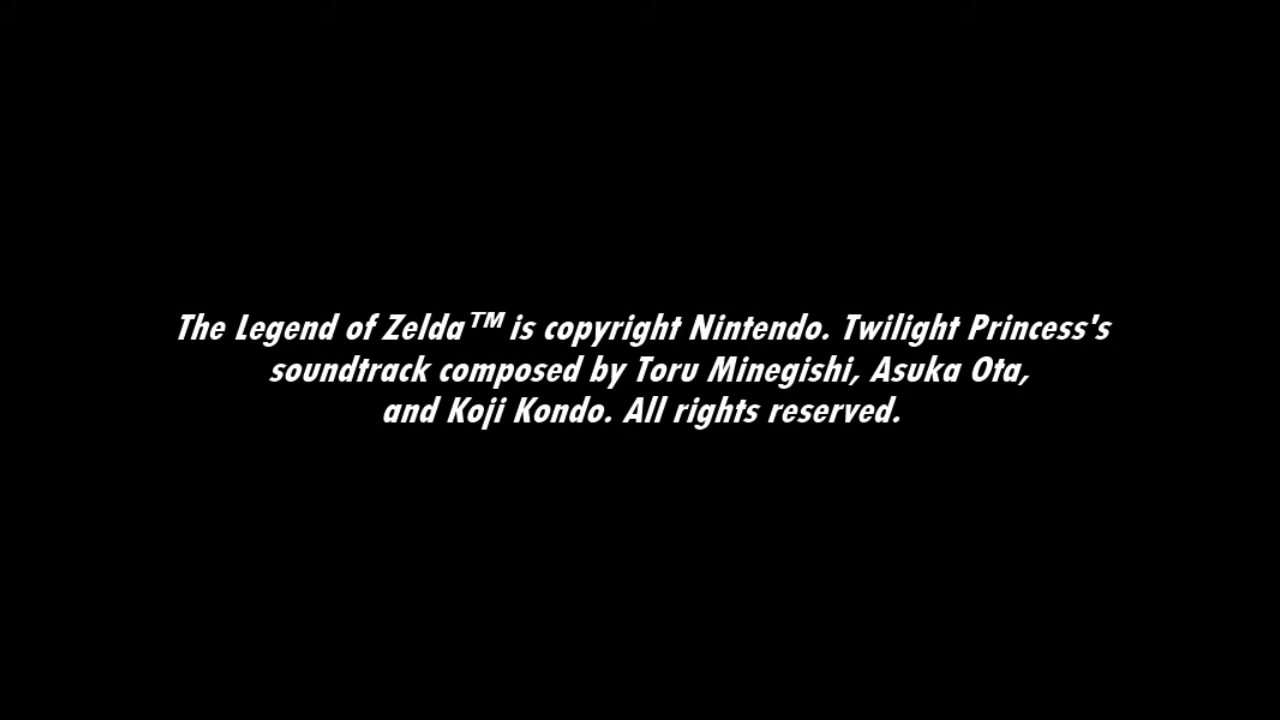 The Legend of Zelda™ is copyright Nintendo. Twilight Princess's
soundtrack composed by Toru Minegishi, Asuka Ota,
and Koji Kondo. All rights reserved.